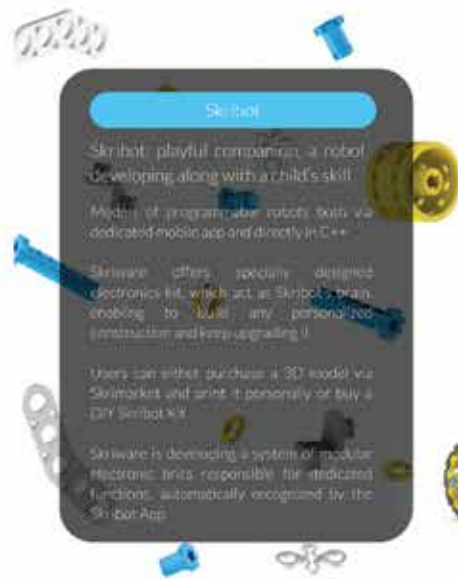 Skribot
Skribot: playful companion, a robot
developing along with a child's skill
Models of programmable robots both via
dedicated mobile app and directly in C++
Skriware offers specially designed
electronics kit, which act as Skribot's brain,
enabling to build any personalized
construction and keep upgrading it
Users can either purchase a 3D model via
Skrimarket and print it personally or buy a
DIY Skribot Kit
Skriware is developing a system of modular
electronic brics responsible for dedicated
functions, automatically recognized by the
Skribot App